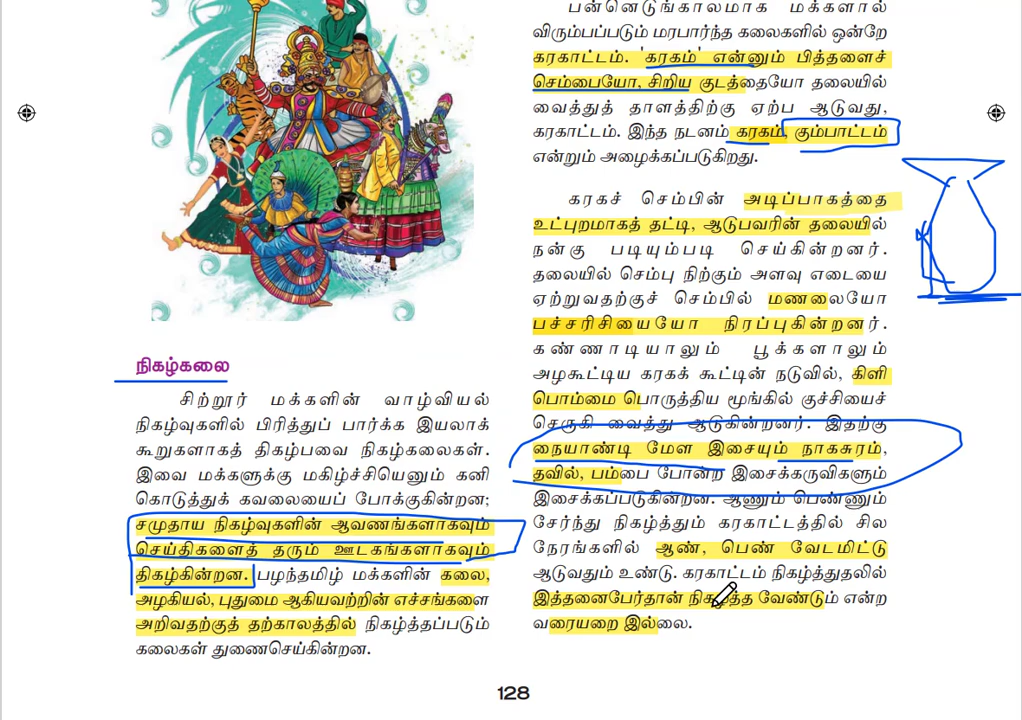 நிகழ்கலை
சிற்றூர் மக்களின் வாழ்வியல்
நிகழ்வுகளில் பிரித்துப் பார்க்க இயலாக்
கூறுகளாகத் திகழ்பவை நிகழ்கலைகள்.
இவை மக்களுக்கு மகிழ்ச்சியெனும் கனி
கொடுத்துக் கவலையைப் போக்குகின்றன;
சமுதாய நிகழ்வுகளின் ஆவணங்களாகவும்
செய்திகளைத் தரும் ஊடகங்களாகவும்
திகழ்கின்றன. பழந்தமிழ் மக்களின் கலை,
அழகியல், புதுமை ஆகியவற்றின் எச்சங்களை
அறிவதற்குத் தற்காலத்தில் நிகழ்த்தப்படும்
கலைகள் துணைசெய்கின்றன.
பன்னெடுங்காலமாக மக்களால்
விரும்பப்படும் மரபார்ந்த கலைகளில் ஒன்றே
கரகாட்டம். 'கரகம்' என்னும் பித்தளைச்
செம்பையோ, சிறிய குடத்தையோ தலையில்
வைத்துத் தாளத்திற்கு ஏற்ப ஆடுவது,
கரகாட்டம். இந்த நடனம் கரகம், கும்பாட்டம்
என்றும் அழைக்கப்படுகிறது.
கரகச் செம்பின் அடிப்பாகத்தை
உட்புறமாகத் தட்டி, ஆடுபவரின் தலையில்
நன்கு படியும்படி செய்கின்றனர்.
தலையில் செம்பு நிற்கும் அளவு எடையை
ஏற்றுவதற்குச் செம்பில் மணலையோ
பச்சரிசியையோ நிரப்புகின்றனர்.
கண்ணாடியாலும் பூக்களாலும்
அழகூட்டிய கரகக் கூட்டின் நடுவில், கிளி
பொம்மை பொருத்திய மூங்கில் குச்சியைச்
செருகி வைத்து ஆடுகின்றனர். இதற்கு
நையாண்டி மேள இசையும் நாகசுரம்,
தவில், பம்பை போன்ற இசைக்கருவிகளும்
இசைக்கப்படுகின்றன. ஆணும் பெண்ணும்
சேர்ந்து நிகழ்த்தும் கரகாட்டத்தில் சில
நேரங்களில் ஆண், பெண் வேடமிட்டு
ஆடுவதும் உண்டு. கரகாட்டம் நிகழ்த்துதலில்
இத்தனைபேர்தான் நிகழ்த்த வேண்டும் என்ற
வரையறை இல்லை.
128